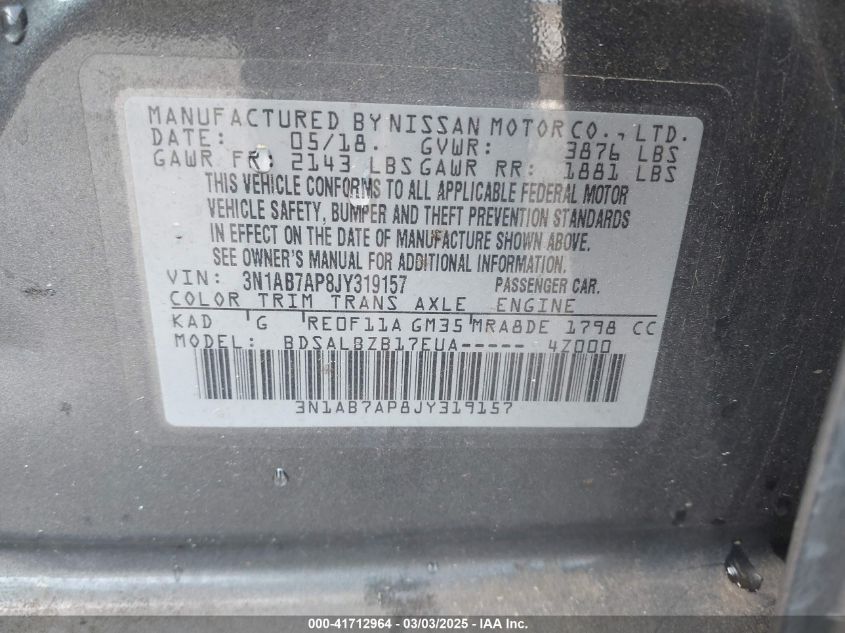 MANUFACTURED BY NISSAN MOTOR CO., LTD.
DATE: 05/18. GVWR: 3876 LBS
GAWR FR: 2143 LBS GAWR RR: 1881 LBS
THIS VEHICLE CONFORMS TO ALL APPLICABLE FEDERAL MOTOR
VEHICLE SAFETY, BUMPER AND THEFT PREVENTION STANDARDS
IN EFFECT ON THE DATE OF MANUFACTURE SHOWN ABOVE.
SEE OWNER'S MANUAL FOR ADDITIONAL INFORMATION.
VIN: 3N1AB7AP8JY319157 PASSENGER CAR.
COLOR TRIM TRANS AXLE ENGINE
KAD G RE0F11A GM35 MRA8DE 1798 CC
MODEL: BDSALBZB17EUA----- 4Z000
3N1AB7AP8JY319157
000-41712964 - 03/03/2025 - IAA Inc.